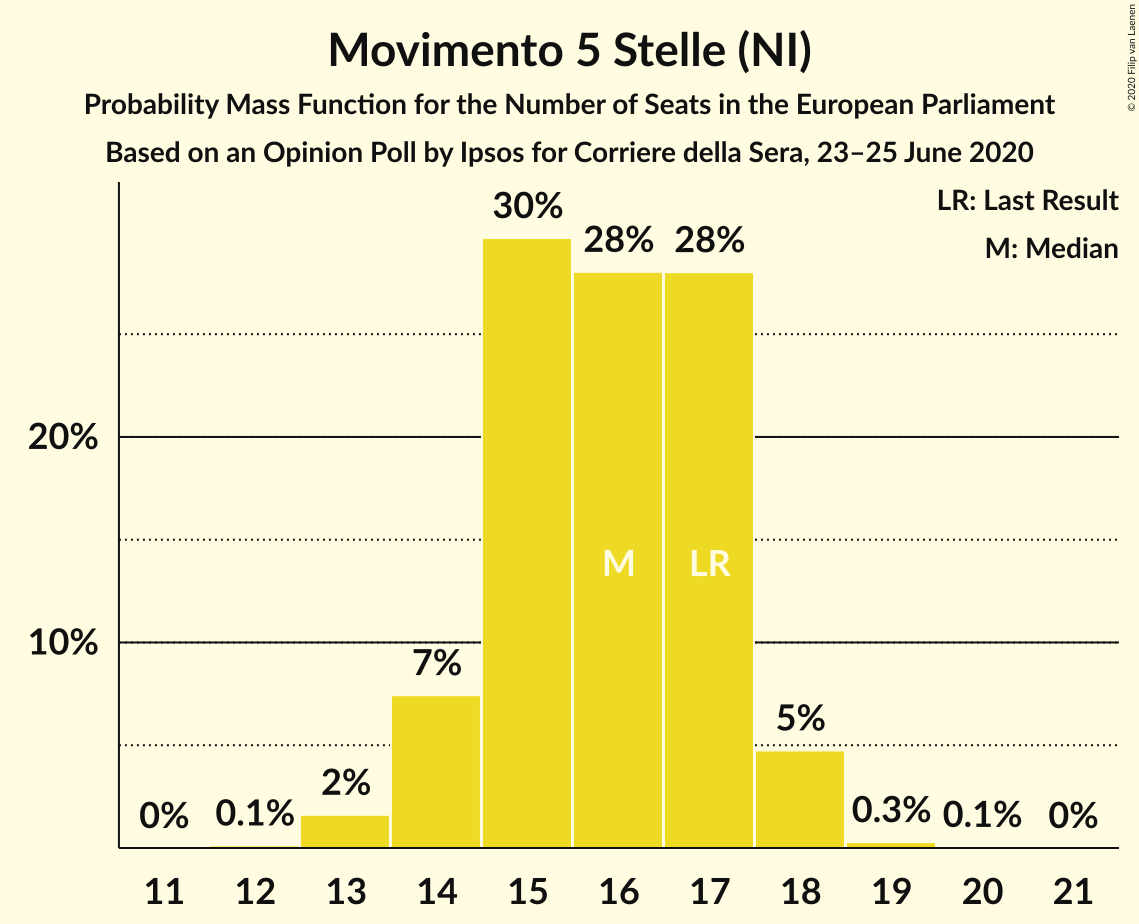 Movimento 5 Stelle (NI)
Probability Mass Function for the Number of Seats in the European Parliament
Based on an Opinion Poll by Ipsos for Corriere della Sera, 23–25 June 2020
© 2020 Filip van Laenen
LR: Last Result
M: Median
30%
28%
28%
20%
M
LR
10%
7%
5%
2%
0%
0.1%
0.3%
0.1%
0%
11 12 13 14 15 16 17 18 19 20 21